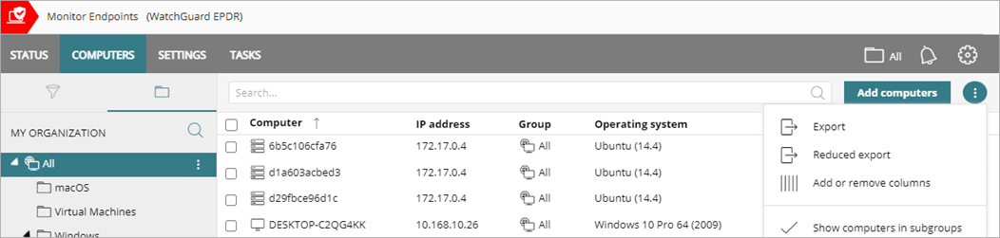 Monitor Endpoints (WatchGuard EPDR)
STATUS COMPUTERS SETTINGS TASKS All
Search... Add computers
MY ORGANIZATION
All
macOS
Virtual Machines
Windows
Computer ↑ IP address Group Operating system
6b5c106cfa76 172.17.0.4 All Ubuntu (14.4)
d1a603acbed3 172.17.0.4 All Ubuntu (14.4)
d29fbce96d1c 172.17.0.4 All Ubuntu (14.4)
DESKTOP-C2QG4KK 10.168.10.26 All Windows 10 Pro 64 (2009)
Export
Reduced export
Add or remove columns
Show computers in subgroups